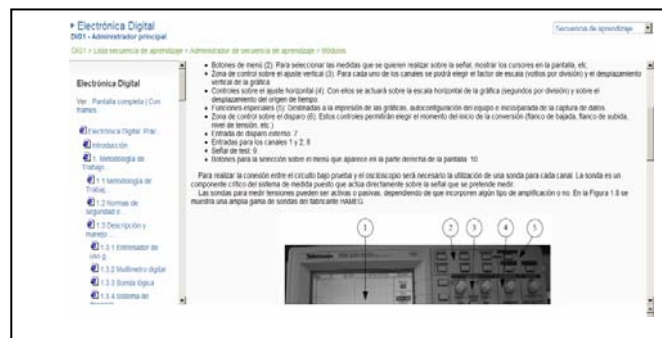 Electrónica Digital
DI01 - Administrador principal
Secuencia de aprendizaje
DI01 > Lista secuencia de aprendizaje > Administrador de secuencia de aprendizaje > Módulos
Electrónica Digital
Ver: Pantalla completa | Con
frames
Electrónica Digital. Prác...
Introducción
1. Metodología de
Trabajo...
1.1 Metodología de
Trabaj...
1.2 Normas de
seguridad e...
1.3 Descripción y
manejo ...
1.3.1 Entrenador de
uso g...
1.3.2 Multímetro digital
1.3.3 Sonda lógica
1.3.4 Sistema de
• Botones de menú (2). Para seleccionar las medidas que se quieren realizar sobre la señal, mostrar los cursores en la pantalla, etc.
• Zona de control sobre el ajuste vertical (3). Para cada uno de los canales se podrá elegir el factor de escala (voltios por división) y el desplazamiento
vertical de la gráfica
• Controles sobre el ajuste horizontal (4). Con ellos se actuará sobre la escala horizontal de la gráfica (segundos por división) y sobre el
desplazamiento del origen de tiempo.
• Funciones especiales (5). Destinadas a la impresión de las gráficas, autoconfiguración del equipo e inicio/parada de la captura de datos.
• Zona de control sobre el disparo (6). Estos controles permitirán elegir el momento del inicio de la conversión (flanco de bajada, flanco de subida,
nivel de tensión, etc.)
• Entrada de disparo externo: 7
• Entradas para los canales 1 y 2: 8
• Señal de test: 9
• Botones para la selección sobre el menú que aparece en la parte derecha de la pantalla: 10
Para realizar la conexión entre el circuito bajo prueba y el osciloscopio será necesario la utilización de una sonda para cada canal. La sonda es un
componente crítico del sistema de medida puesto que actúa directamente sobre la señal que se pretende medir.
Las sondas para medir tensiones pueden ser activas o pasivas, dependiendo de que incorporen algún tipo de amplificación o no. En la Figura 1.8 se
muestra una amplia gama de sondas del fabricante HAMEG.
1 2 3 4 5
Tektronix